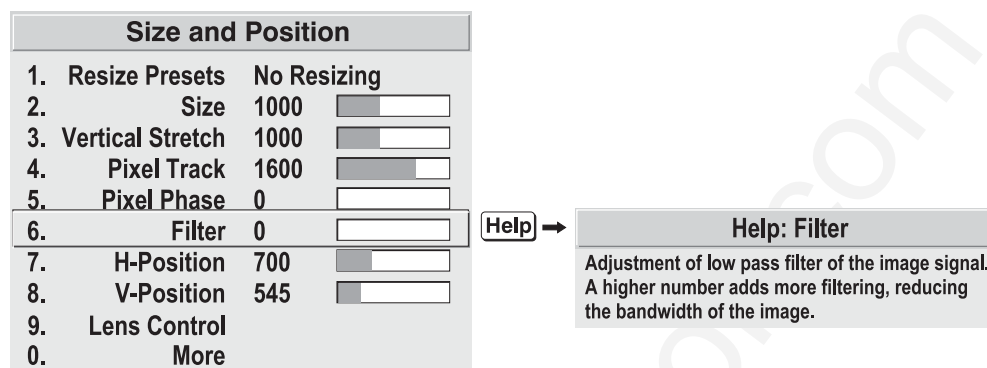 Size and Position
1. Resize Presets No Resizing
2. Size 1000
3. Vertical Stretch 1000
4. Pixel Track 1600
5. Pixel Phase 0
6. Filter 0
7. H-Position 700
8. V-Position 545
9. Lens Control
0. More
Help
Help: Filter
Adjustment of low pass filter of the image signal.
A higher number adds more filtering, reducing
the bandwidth of the image.
.com